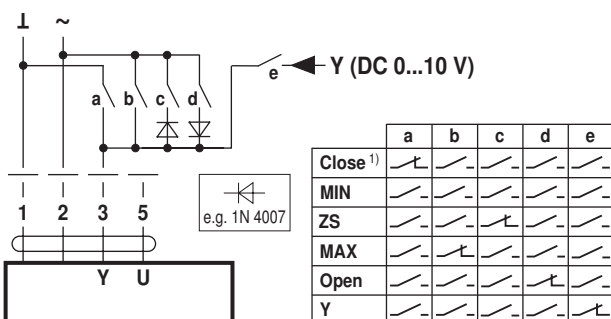 ⊥ ~
a b c d
e Y (DC 0...10 V)
1 2 3 5
Y U
e.g. 1N 4007
a b c d e
Close 1)
MIN
ZS
MAX
Open
Y